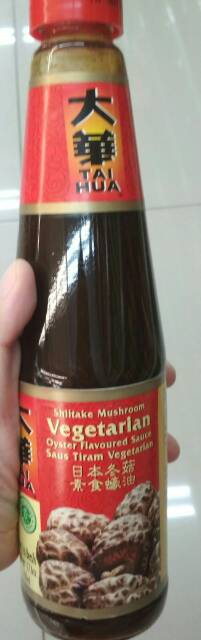 大
華
TAI
HUA
大
華
HUA
Shiitake Mushroom
Vegetarian
Oyster Flavoured Sauce
Saus Tiram Vegetarian
日本冬菇
素食蠔油